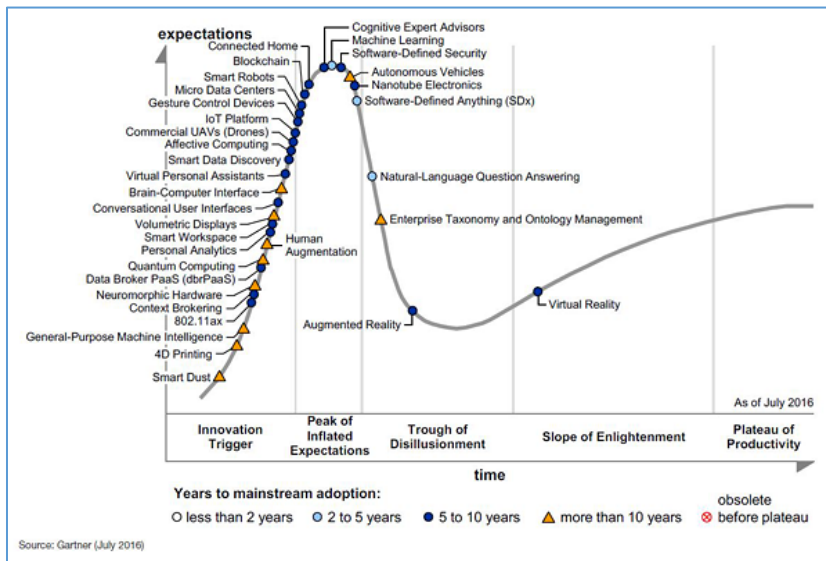 expectations
Cognitive Expert Advisors
Connected Home
Machine Learning
Blockchain
Software-Defined Security
Smart Robots
Autonomous Vehicles
Micro Data Centers
Nanotube Electronics
Gesture Control Devices
Software-Defined Anything (SDx)
IoT Platform
Commercial UAVs (Drones)
Affective Computing
Smart Data Discovery
Virtual Personal Assistants
Natural-Language Question Answering
Brain-Computer Interface
Conversational User Interfaces
Volumetric Displays
Enterprise Taxonomy and Ontology Management
Smart Workspace
Human
Augmentation
Personal Analytics
Quantum Computing
Data Broker PaaS (dbrPaaS)
Neuromorphic Hardware
Context Brokering
Virtual Reality
802.11ax
Augmented Reality
General-Purpose Machine Intelligence
4D Printing
Smart Dust
As of July 2016
Innovation
Trigger
Peak of
Inflated
Expectations
Trough of
Disillusionment
Slope of Enlightenment
Plateau of
Productivity
time
Years to mainstream adoption:
less than 2 years
2 to 5 years
5 to 10 years
more than 10 years
obsolete
before plateau
Source: Gartner (July 2016)